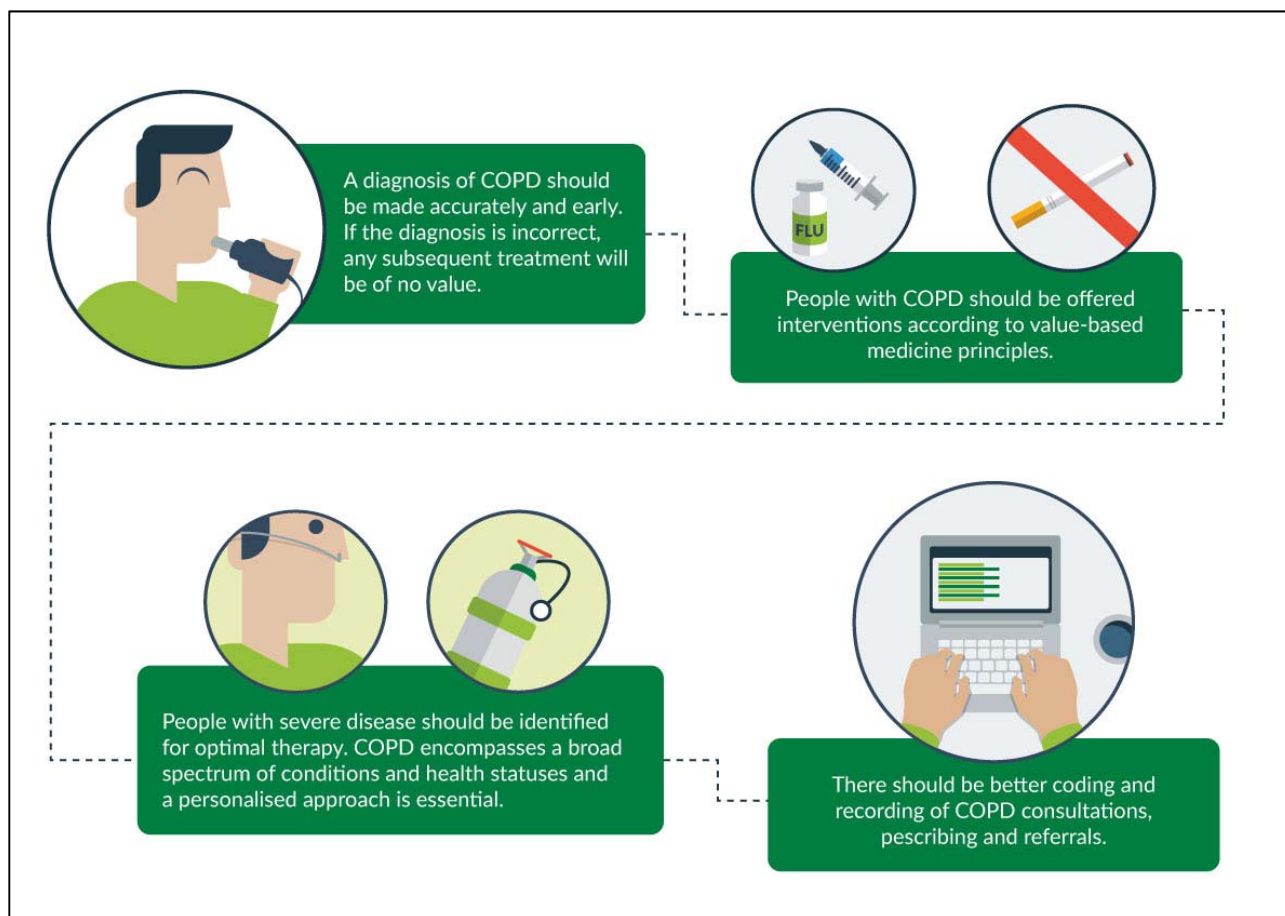 A diagnosis of COPD should
be made accurately and early.
If the diagnosis is incorrect,
any subsequent treatment will
be of no value.
FLU
People with COPD should be offered
interventions according to value-based
medicine principles.
People with severe disease should be identified
for optimal therapy. COPD encompasses a broad
spectrum of conditions and health statuses and
a personalised approach is essential.
There should be better coding and
recording of COPD consultations,
pescribing and referrals.